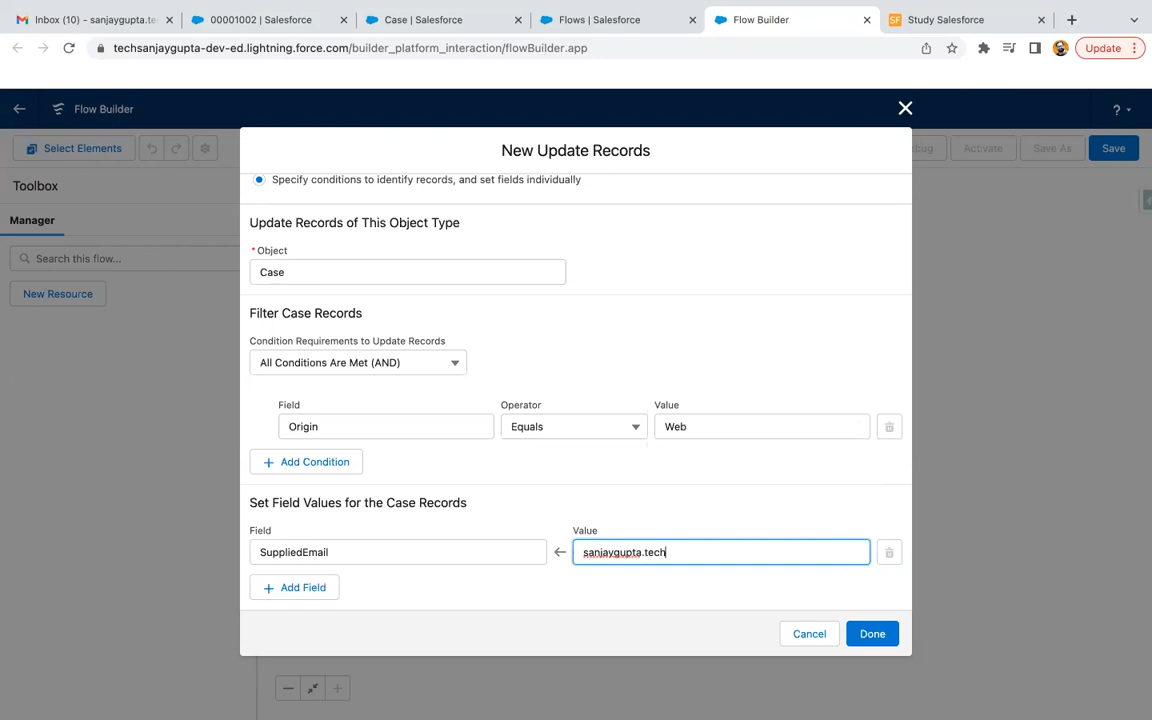 Inbox (10) - sanjaygupta.te
00001002 | Salesforce
Case | Salesforce
Flows | Salesforce
Flow Builder
SF
Study Salesforce
techsanjaygupta-dev-ed.lightning.force.com/builder_platform_interaction/flowBuilder.app
Update
Flow Builder
?
Select Elements
bug
Activate
Save As
Save
Toolbox
Manager
Search this flow...
New Resource
New Update Records
Specify conditions to identify records, and set fields individually
Update Records of This Object Type
* Object
Case
Filter Case Records
Condition Requirements to Update Records
All Conditions Are Met (AND)
Field Operator Value
Origin Equals Web
+ Add Condition
Set Field Values for the Case Records
Field Value
SuppliedEmail ← sanjaygupta.tech
+ Add Field
Cancel Done